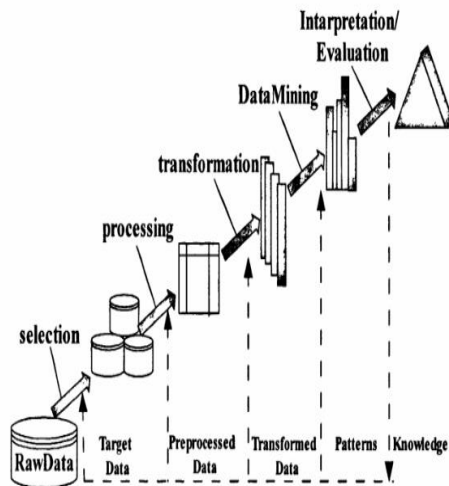 Intarpretation/
Evaluation
DataMining
transformation
processing
selection
RawData
Target
Data
Preprocessed
Data
Transformed
Data
Patterns
Knowledge